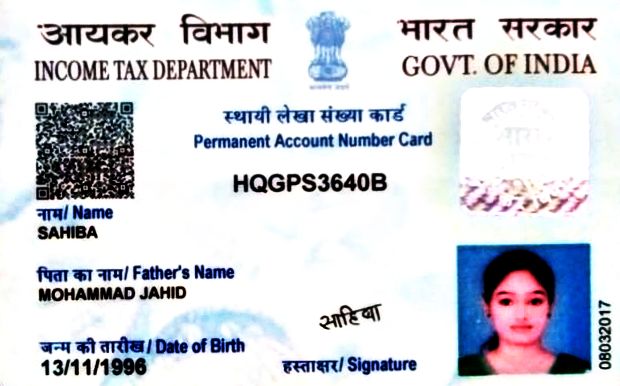 आयकर विभाग
INCOME TAX DEPARTMENT
भारत सरकार
GOVT. OF INDIA
स्थायी लेखा संख्या कार्ड
Permanent Account Number Card
HQGPS3640B
नाम/ Name
SAHIBA
पिता का नाम/ Father's Name
MOHAMMAD JAHID
साहिबा
जन्म की तारीख/ Date of Birth
13/11/1996
हस्ताक्षर/ Signature
08032017